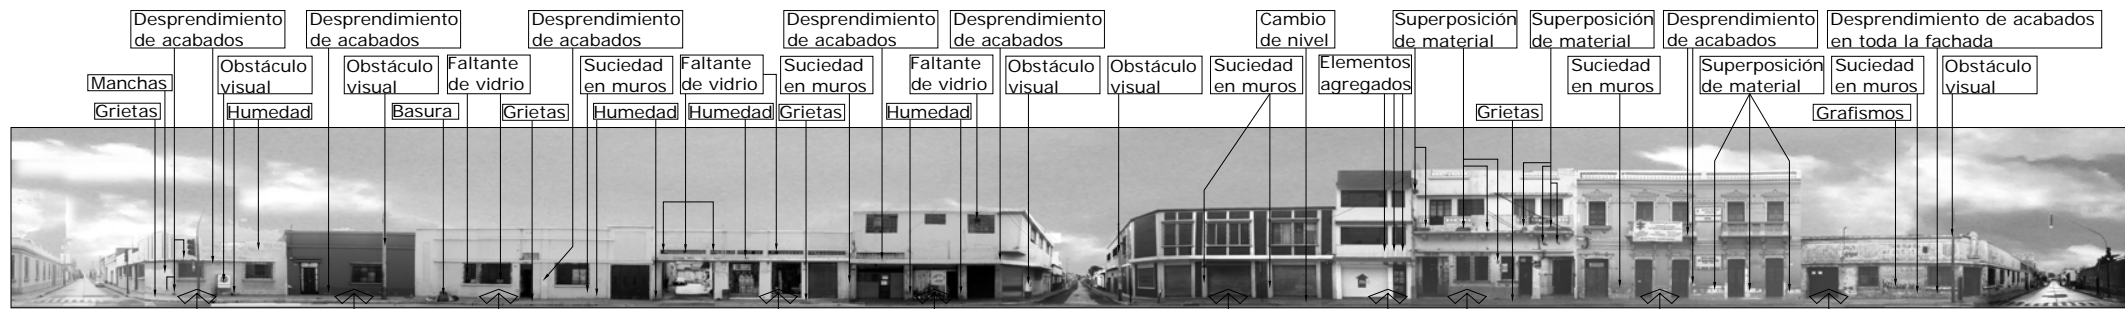 Desprendimiento
de acabados
Desprendimiento
de acabados
Desprendimiento
de acabados
Desprendimiento
de acabados
Desprendimiento
de acabados
Cambio
de nivel
Superposición
de material
Superposición
de material
Desprendimiento
de acabados
Desprendimiento de acabados
en toda la fachada
Manchas
Obstáculo
visual
Obstáculo
visual
Faltante
de vidrio
Suciedad
en muros
Faltante
de vidrio
Suciedad
en muros
Faltante
de vidrio
Obstáculo
visual
Obstáculo
visual
Suciedad
en muros
Elementos
agregados
Suciedad
en muros
Superposición
de material
Suciedad
en muros
Obstáculo
visual
Grietas
Humedad
Basura
Grietas
Humedad
Humedad
Grietas
Humedad
Grietas
Grafismos